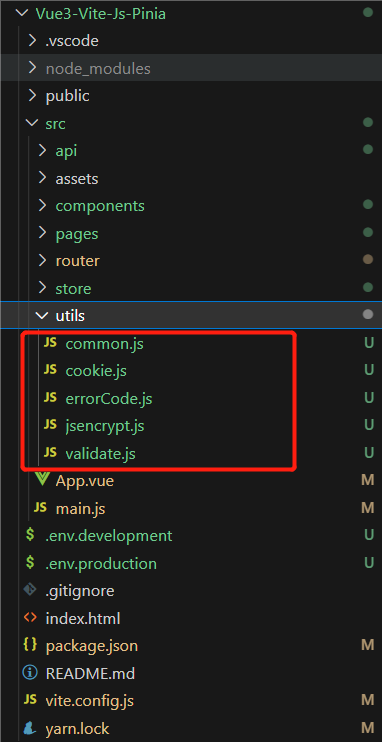 Vue3-Vite-Js-Pinia
.vscode
node_modules
public
src
api
assets
components
pages
router
store
utils
JS common.js U
JS cookie.js U
JS errorCode.js U
JS jsencrypt.js U
JS validate.js U
App.vue M
JS main.js M
$ .env.development U
$ .env.production U
.gitignore
<> index.html
{} package.json M
README.md
JS vite.config.js M
yarn.lock M